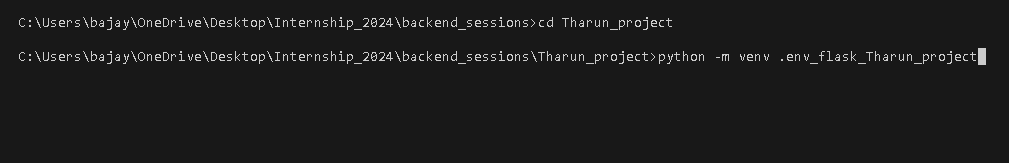 C:\Users\bajay\OneDrive\Desktop\Internship_2024\backend_sessions>cd Tharun_project
C:\Users\bajay\OneDrive\Desktop\Internship_2024\backend_sessions\Tharun_project>python -m venv .env_flask_Tharun_project